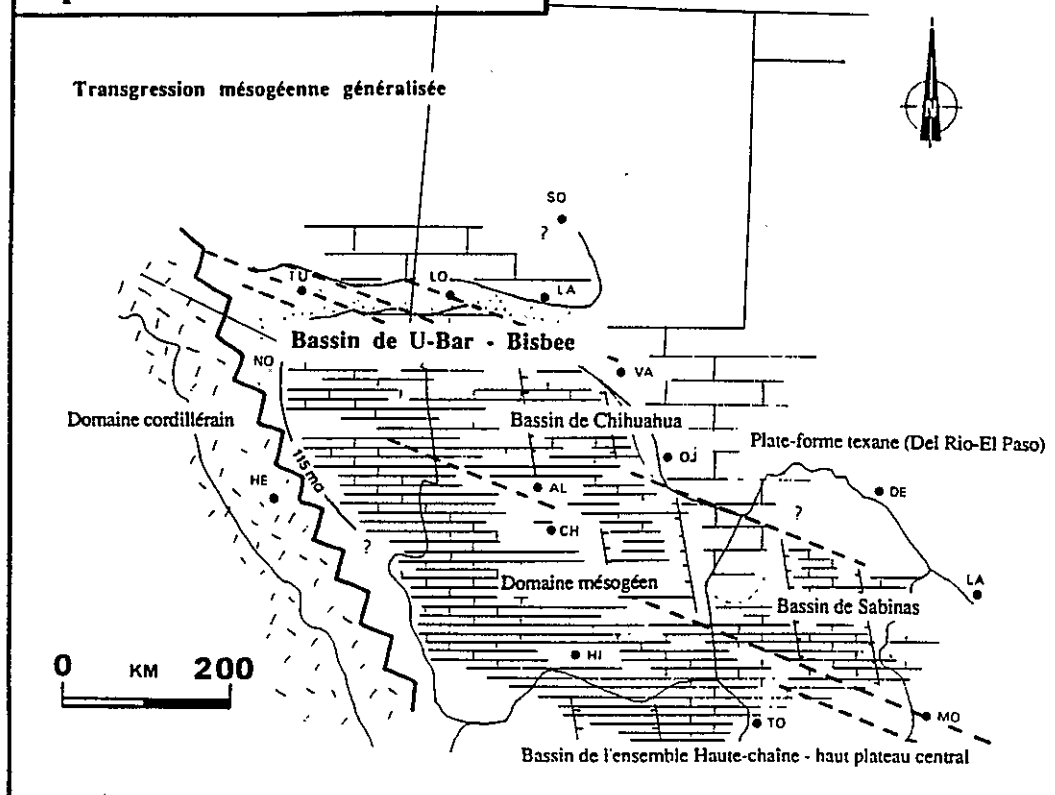 Transgression mésogéenne généralisée
N
SO
?
TU
LO
LA
Bassin de U-Bar - Bisbee
NO
VA
Domaine cordillérain
Bassin de Chihuahua
Plate-forme texane (Del Rio-El Paso)
115 ma
OJ
HE
AL
DE
?
CH
?
Domaine mésogéen
LA
Bassin de Sabinas
HI
0 KM 200
TO
MO
Bassin de l'ensemble Haute-chaîne - haut plateau central